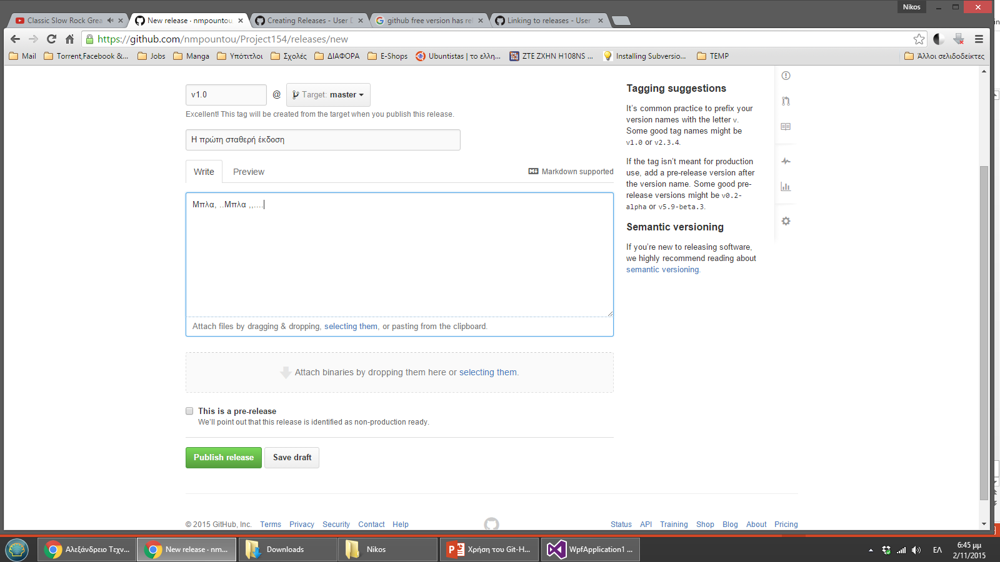 Nikos
Classic Slow Rock Grea
New release · nmpountou
Creating Releases - User D
github free version has rel
Linking to releases - User
https://github.com/nmpountou/Project154/releases/new
Mail
Torrent,Facebook &...
Jobs
Manga
Υπότιτλοι
Σχολές
ΔΙΑΦΟΡΑ
E-Shops
Ubuntistas | το ελλη...
ZTE ZXHN H108NS ...
Installing Subversio...
TEMP
Άλλοι σελιδοδείκτες
v1.0
@
Target: master
Excellent! This tag will be created from the target when you publish this release.
Η πρώτη σταθερή έκδοση
Write
Preview
Markdown supported
Μπλα, ..Μπλα ,,....
Attach files by dragging & dropping, selecting them, or pasting from the clipboard.
Attach binaries by dropping them here or selecting them.
This is a pre-release
We'll point out that this release is identified as non-production ready.
Publish release
Save draft
Tagging suggestions
It's common practice to prefix your
version names with the letter v.
Some good tag names might be
v1.0 or v2.3.4.
If the tag isn't meant for production
use, add a pre-release version after
the version name. Some good pre-
release versions might be v0.2-
alpha or v5.9-beta.3.
Semantic versioning
If you're new to releasing software,
we highly recommend reading about
semantic versioning.
© 2015 GitHub, Inc.
Terms
Privacy
Security
Contact
Help
Status
API
Training
Shop
Blog
About
Pricing
Αλεξάνδρειο Τεχν...
New release · nm...
Downloads
Nikos
Χρήση του Git-H...
WpfApplication1 ...
ΕΛ
6:45 μμ
2/11/2015